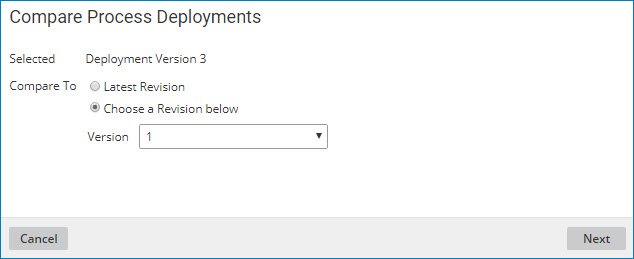 Compare Process Deployments
Selected Deployment Version 3
Compare To Latest Revision
Choose a Revision below
Version 1
Cancel Next